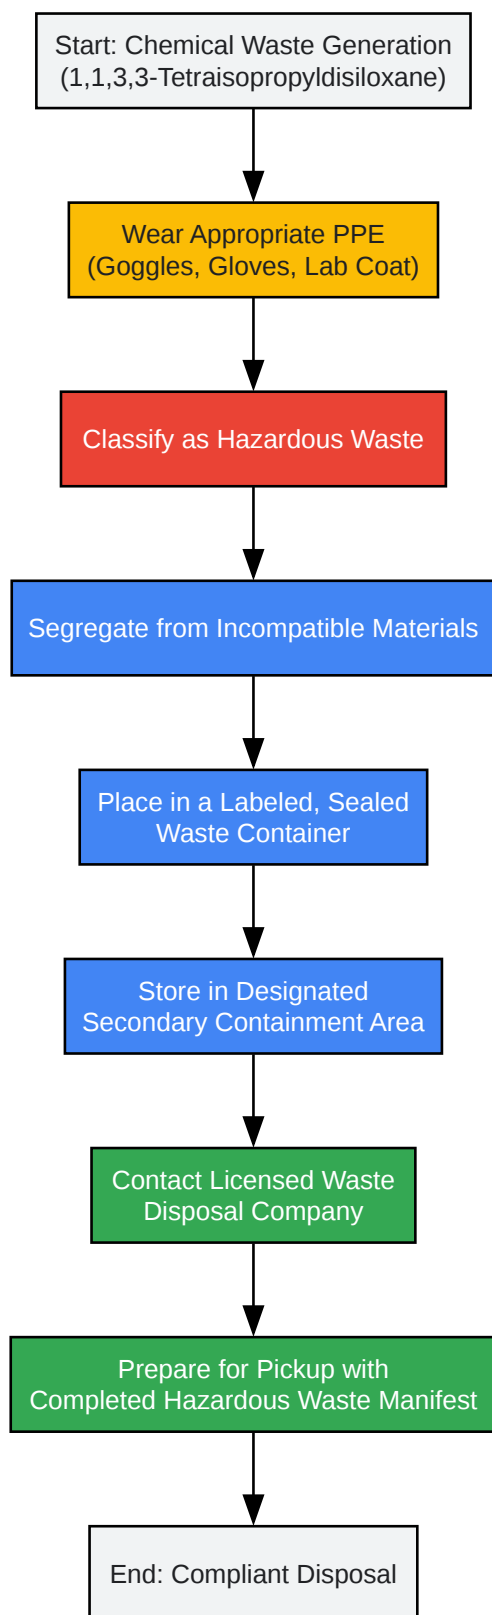 Start: Chemical Waste Generation
(1,1,3,3-Tetraisopropyldisiloxane)
Wear Appropriate PPE
(Goggles, Gloves, Lab Coat)
Classify as Hazardous Waste
Segregate from Incompatible Materials
Place in a Labeled, Sealed
Waste Container
Store in Designated
Secondary Containment Area
Contact Licensed Waste
Disposal Company
Prepare for Pickup with
Completed Hazardous Waste Manifest
End: Compliant Disposal